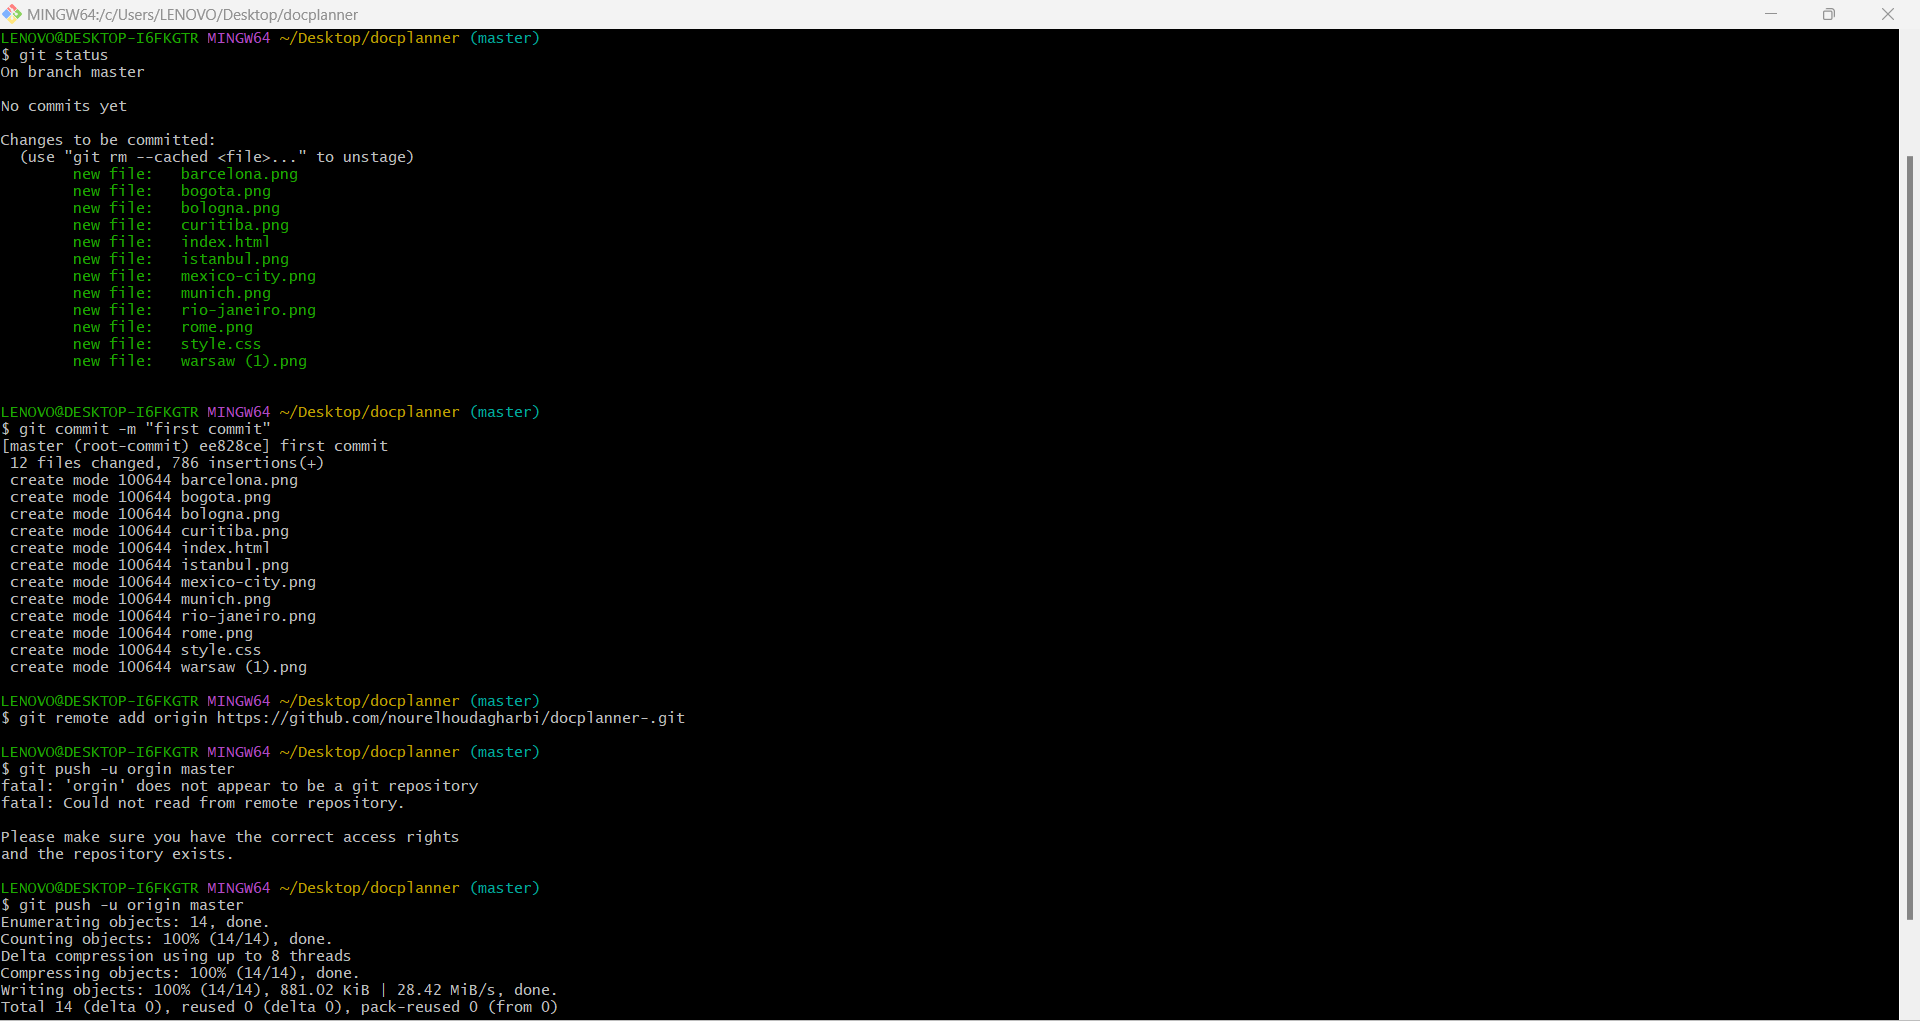 MINGW64:/c/Users/LENOVO/Desktop/docplanner
LENOVO@DESKTOP-I6FKGTR MINGW64 ~/Desktop/docplanner (master)
$ git status
On branch master

No commits yet

Changes to be committed:
  (use "git rm --cached <file>..." to unstage)
        new file:   barcelona.png
        new file:   bogota.png
        new file:   bologna.png
        new file:   curitiba.png
        new file:   index.html
        new file:   istanbul.png
        new file:   mexico-city.png
        new file:   munich.png
        new file:   rio-janeiro.png
        new file:   rome.png
        new file:   style.css
        new file:   warsaw (1).png

LENOVO@DESKTOP-I6FKGTR MINGW64 ~/Desktop/docplanner (master)
$ git commit -m "first commit"
[master (root-commit) ee828ce] first commit
 12 files changed, 786 insertions(+)
 create mode 100644 barcelona.png
 create mode 100644 bogota.png
 create mode 100644 bologna.png
 create mode 100644 curitiba.png
 create mode 100644 index.html
 create mode 100644 istanbul.png
 create mode 100644 mexico-city.png
 create mode 100644 munich.png
 create mode 100644 rio-janeiro.png
 create mode 100644 rome.png
 create mode 100644 style.css
 create mode 100644 warsaw (1).png

LENOVO@DESKTOP-I6FKGTR MINGW64 ~/Desktop/docplanner (master)
$ git remote add origin https://github.com/nourelhoudagharbi/docplanner-.git

LENOVO@DESKTOP-I6FKGTR MINGW64 ~/Desktop/docplanner (master)
$ git push -u orgin master
fatal: 'orgin' does not appear to be a git repository
fatal: Could not read from remote repository.

Please make sure you have the correct access rights
and the repository exists.

LENOVO@DESKTOP-I6FKGTR MINGW64 ~/Desktop/docplanner (master)
$ git push -u origin master
Enumerating objects: 14, done.
Counting objects: 100% (14/14), done.
Delta compression using up to 8 threads
Compressing objects: 100% (14/14), done.
Writing objects: 100% (14/14), 881.02 KiB | 28.42 MiB/s, done.
Total 14 (delta 0), reused 0 (delta 0), pack-reused 0 (from 0)